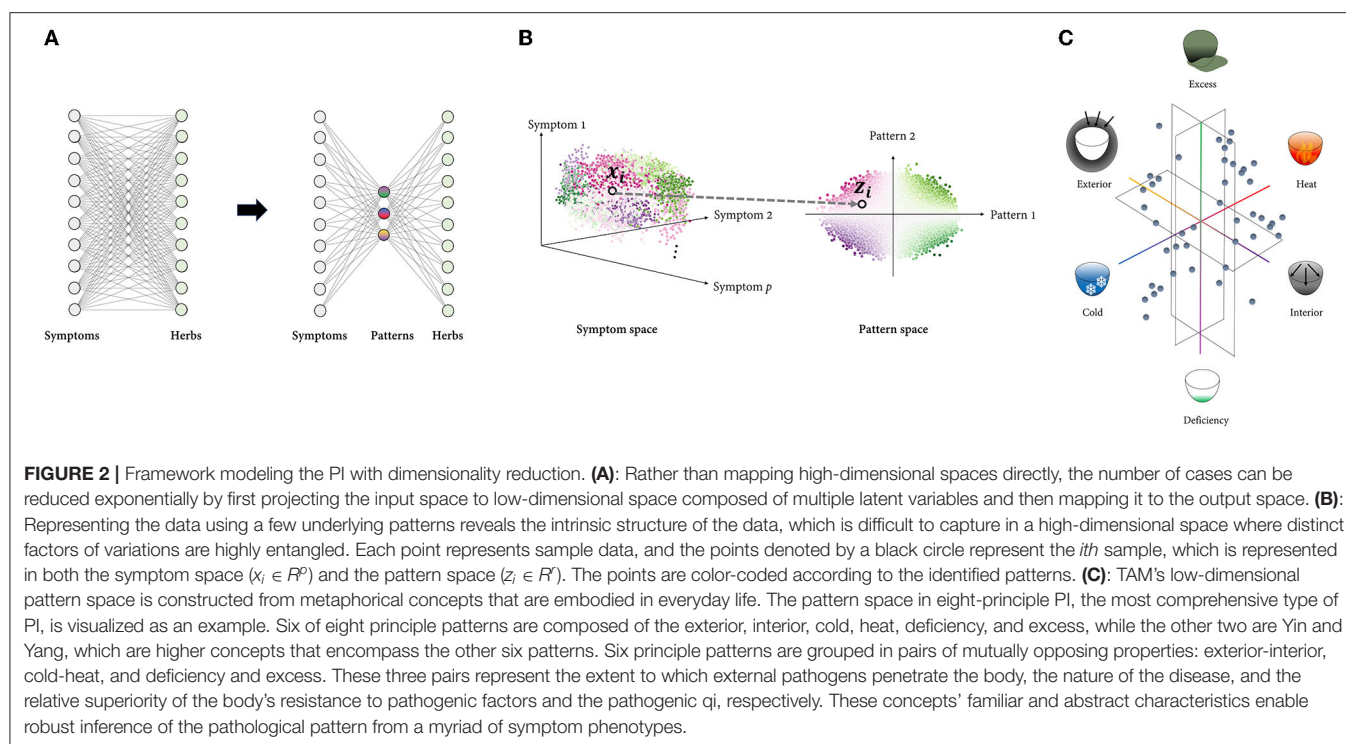 A
B
C
Symptoms
Herbs
Symptoms
Patterns
Herbs
Symptom 1
Symptom 2
Symptom p
x_i
Symptom space
Pattern 2
Pattern 1
z_i
Pattern space
Excess
Exterior
Heat
Cold
Interior
Deficiency
FIGURE 2 | Framework modeling the PI with dimensionality reduction. (A): Rather than mapping high-dimensional spaces directly, the number of cases can be
reduced exponentially by first projecting the input space to low-dimensional space composed of multiple latent variables and then mapping it to the output space. (B):
Representing the data using a few underlying patterns reveals the intrinsic structure of the data, which is difficult to capture in a high-dimensional space where distinct
factors of variations are highly entangled. Each point represents sample data, and the points denoted by a black circle represent the ith sample, which is represented
in both the symptom space (x_i ∈ R^p) and the pattern space (z_i ∈ R^r). The points are color-coded according to the identified patterns. (C): TAM's low-dimensional
pattern space is constructed from metaphorical concepts that are embodied in everyday life. The pattern space in eight-principle PI, the most comprehensive type of
PI, is visualized as an example. Six of eight principle patterns are composed of the exterior, interior, cold, heat, deficiency, and excess, while the other two are Yin and
Yang, which are higher concepts that encompass the other six patterns. Six principle patterns are grouped in pairs of mutually opposing properties: exterior-interior,
cold-heat, and deficiency and excess. These three pairs represent the extent to which external pathogens penetrate the body, the nature of the disease, and the
relative superiority of the body's resistance to pathogenic factors and the pathogenic qi, respectively. These concepts' familiar and abstract characteristics enable
robust inference of the pathological pattern from a myriad of symptom phenotypes.